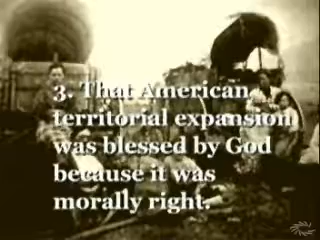 3. That American
territorial expansion
was blessed by God
because it was
morally right.